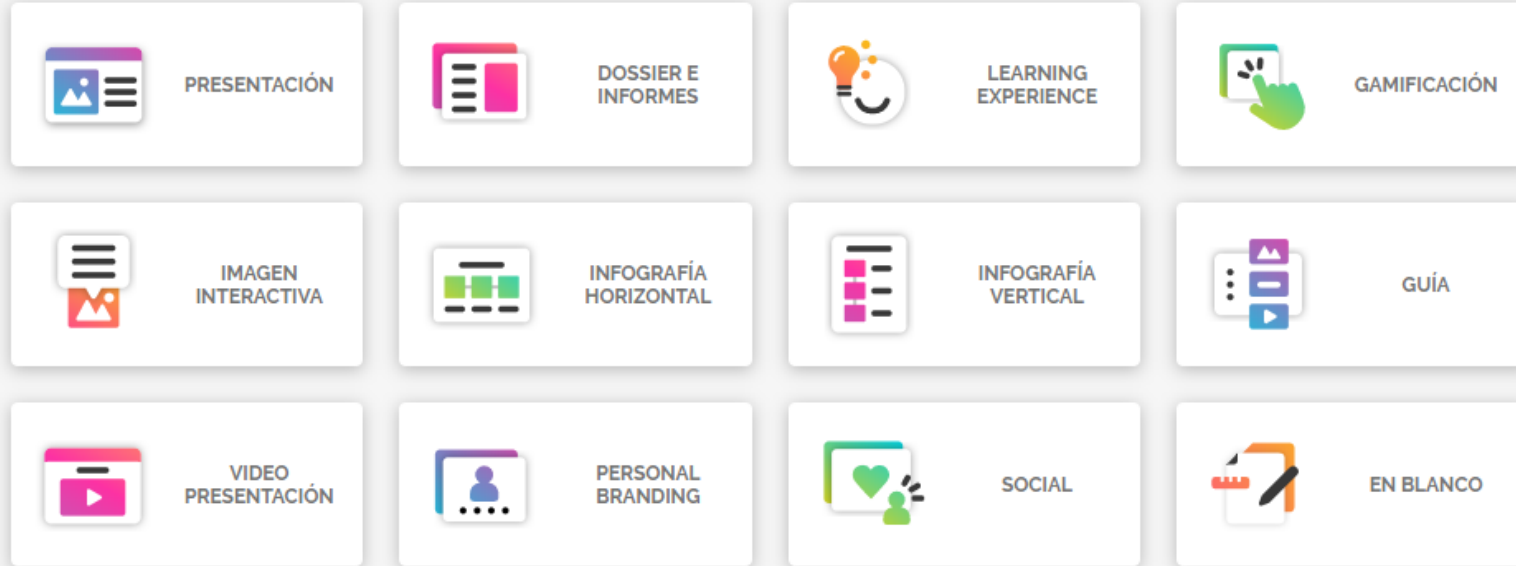 PRESENTACIÓN
DOSSIER E
INFORMES
LEARNING
EXPERIENCE
GAMIFICACIÓN
IMAGEN
INTERACTIVA
INFOGRAFÍA
HORIZONTAL
INFOGRAFÍA
VERTICAL
GUÍA
VIDEO
PRESENTACIÓN
PERSONAL
BRANDING
SOCIAL
EN BLANCO